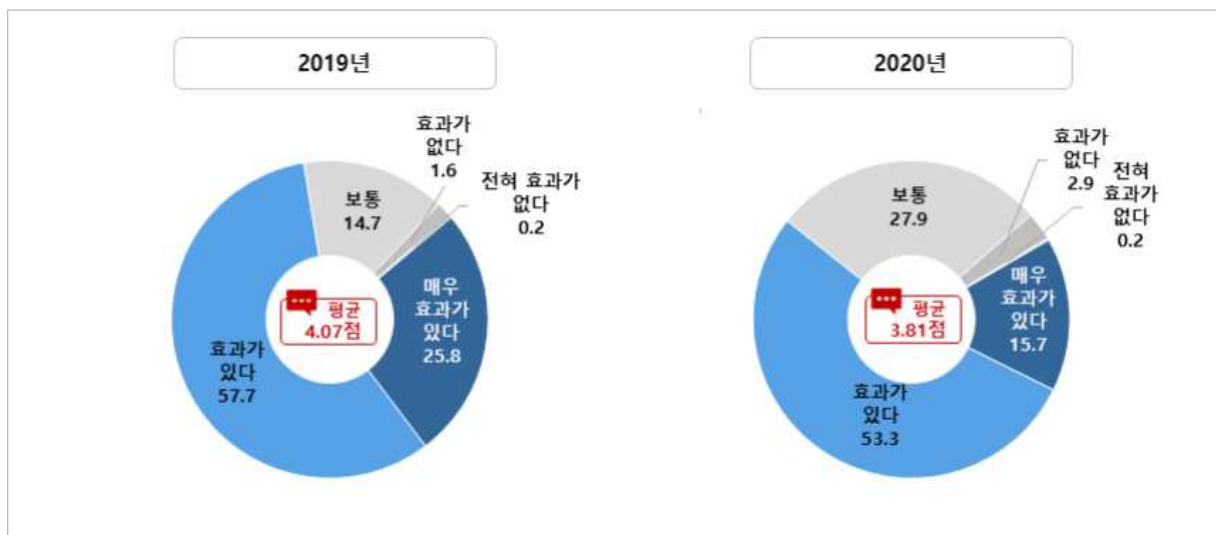 2019년
효과가
없다
1.6
전혀 효과가
없다
0.2
보통
14.7
매우
효과가
있다
25.8
평균
4.07점
효과가
있다
57.7
2020년
효과가
없다
2.9
전혀
효과가
없다
0.2
보통
27.9
매우
효과가
있다
15.7
평균
3.81점
효과가
있다
53.3